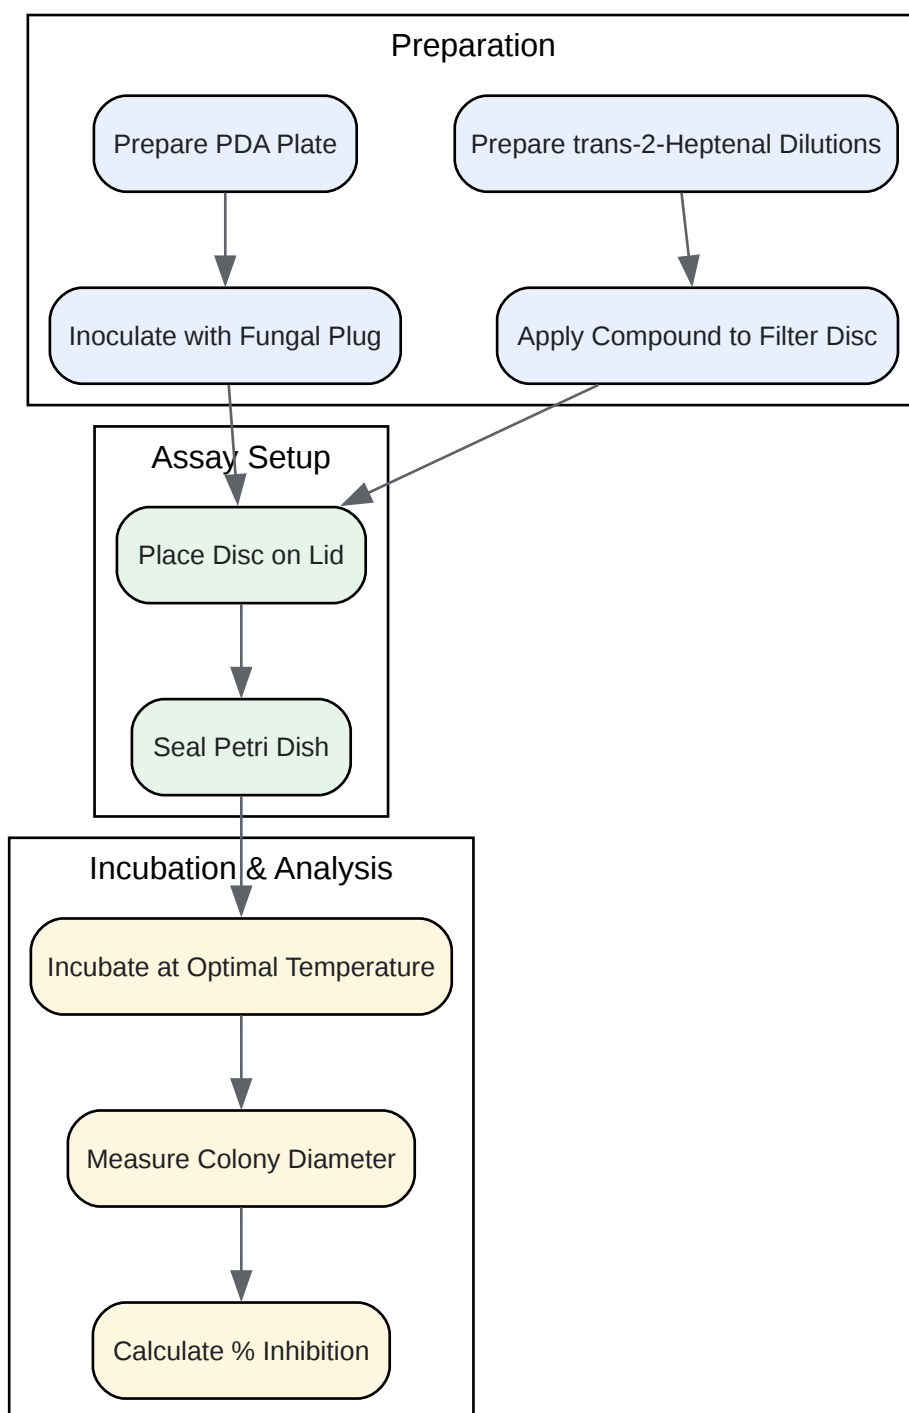 Preparation
Prepare PDA Plate
Prepare trans-2-Heptenal Dilutions
Inoculate with Fungal Plug
Apply Compound to Filter Disc
Assay Setup
Place Disc on Lid
Seal Petri Dish
Incubation & Analysis
Incubate at Optimal Temperature
Measure Colony Diameter
Calculate % Inhibition